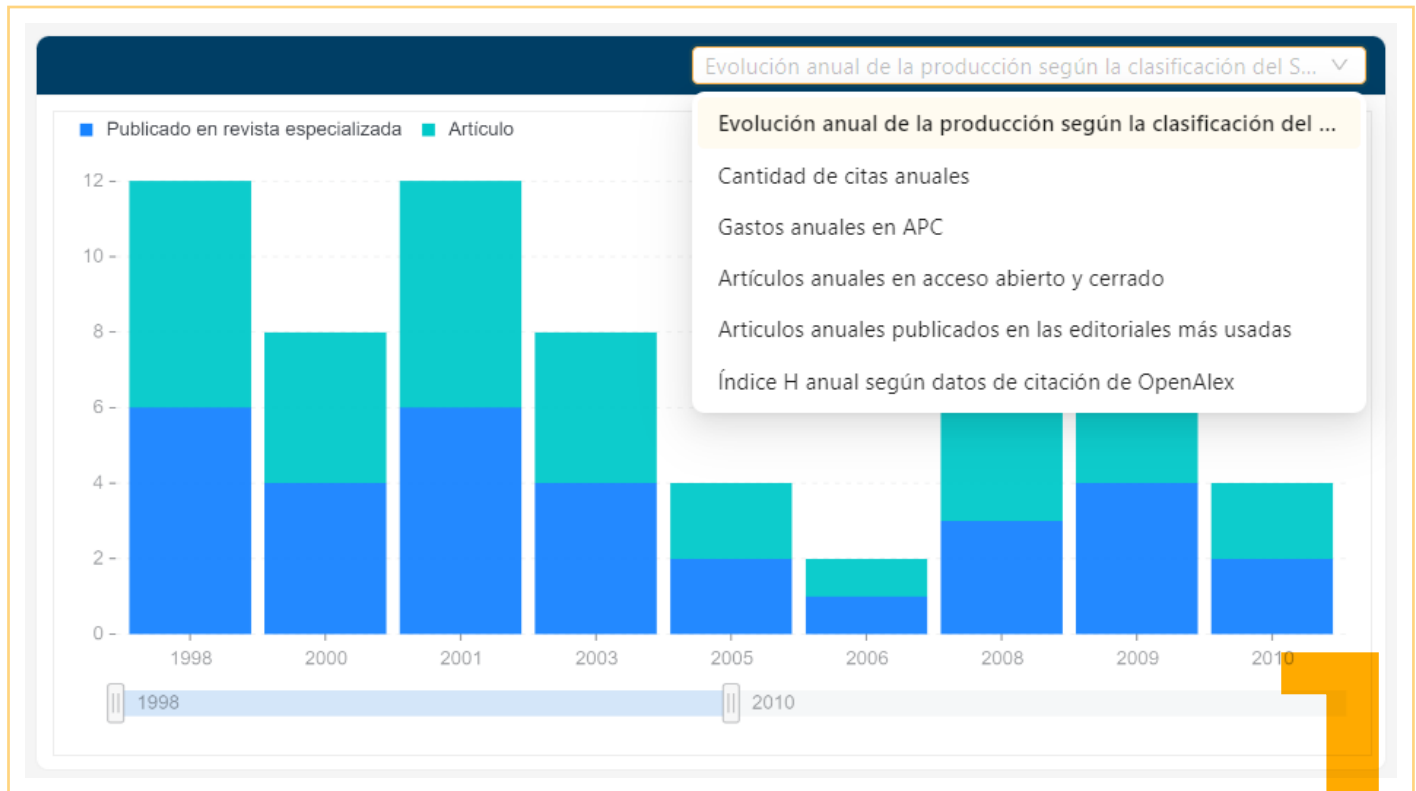 Evolución anual de la producción según la clasificación del S...
Publicado en revista especializada Artículo
Evolución anual de la producción según la clasificación del ...
Cantidad de citas anuales
Gastos anuales en APC
Artículos anuales en acceso abierto y cerrado
Articulos anuales publicados en las editoriales más usadas
Índice H anual según datos de citación de OpenAlex
12
10
8
6
4
2
0
1998 2000 2001 2003 2005 2006 2008 2009 2010
1998 2010